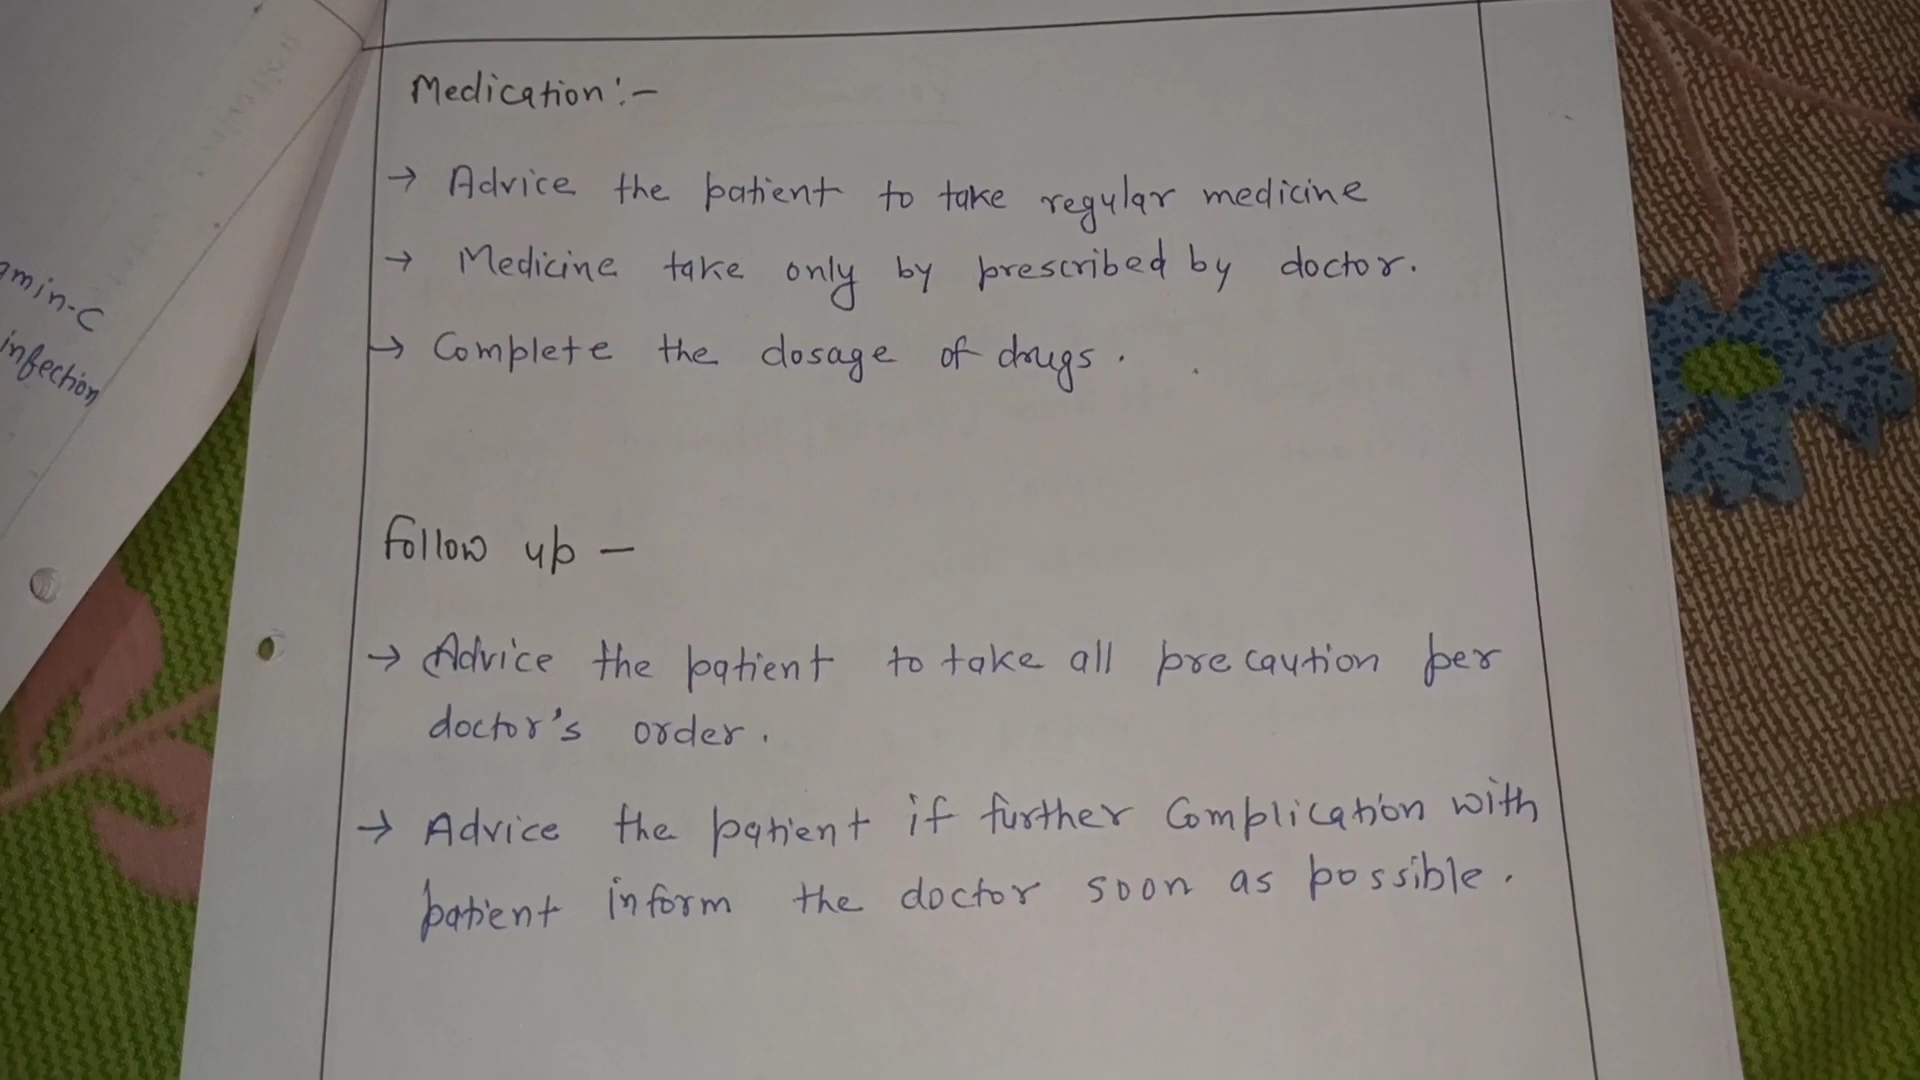 amin-C
infection
Medication :-
→ Advice the patient to take regular medicine
→ Medicine take only by prescribed by doctor.
→ Complete the dosage of drugs.
Follow up -
→ Advice the patient to take all precaution per
doctor's order.
→ Advice the patient if further Complication with
patient inform the doctor soon as possible.